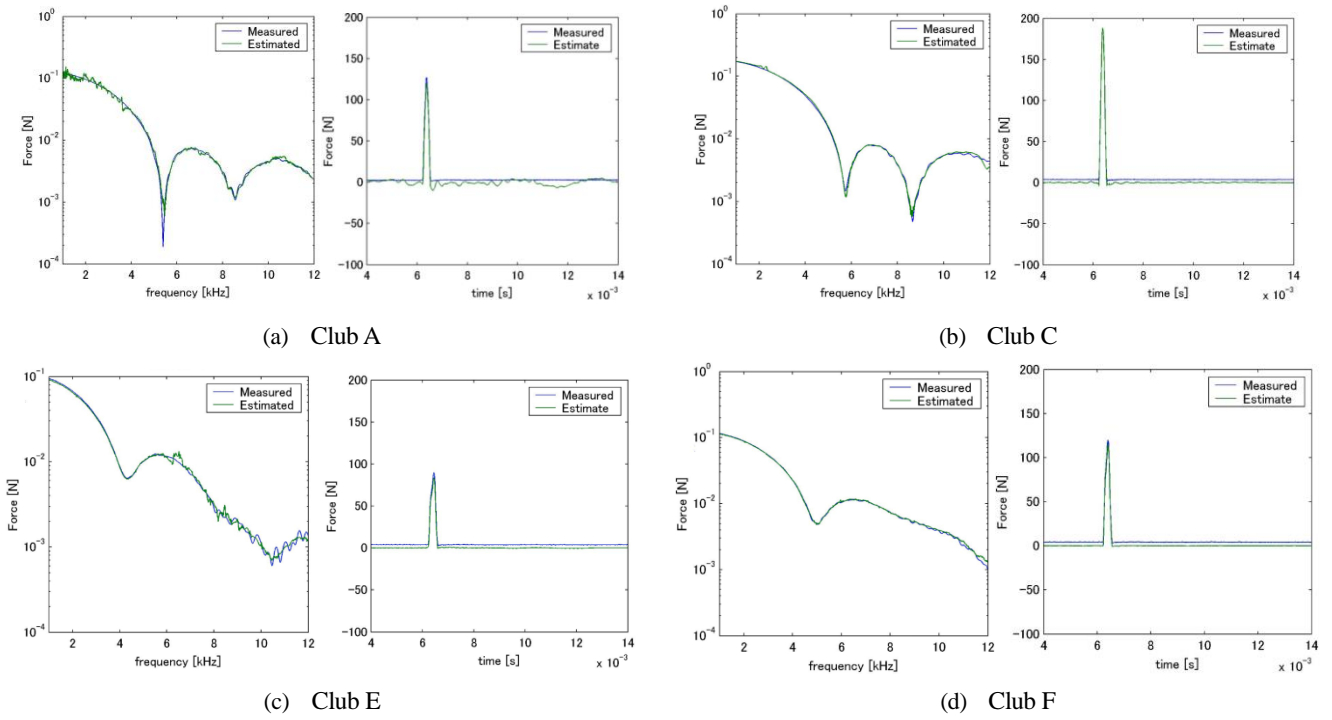 10^0
10^-1
10^-2
10^-3
10^-4
Force [N]
2 4 6 8 10 12
frequency [kHz]
Measured
Estimated
200
150
100
50
0
-50
-100
Force [N]
4 6 8 10 12 14
time [s]
x 10^-3
Measured
Estimate
(a) Club A
10^0
10^-1
10^-2
10^-3
10^-4
Force [N]
2 4 6 8 10 12
frequency [kHz]
Measured
Estimated
200
150
100
50
0
-50
-100
Force [N]
4 6 8 10 12 14
time [s]
x 10^-3
Measured
Estimate
(b) Club C
10^-1
10^-2
10^-3
10^-4
Force [N]
2 4 6 8 10 12
frequency [kHz]
Measured
Estimated
200
150
100
50
0
-50
-100
Force [N]
4 6 8 10 12 14
time [s]
x 10^-3
Measured
Estimate
(c) Club E
10^0
10^-1
10^-2
10^-3
10^-4
Force [N]
2 4 6 8 10 12
frequency [kHz]
Measured
Estimated
200
150
100
50
0
-50
-100
Force [N]
4 6 8 10 12 14
time [s]
x 10^-3
Measured
Estimate
(d) Club F